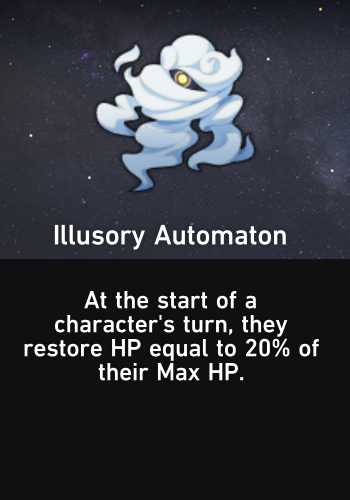 Illusory Automaton
At the start of a
character's turn, they
restore HP equal to 20% of
their Max HP.